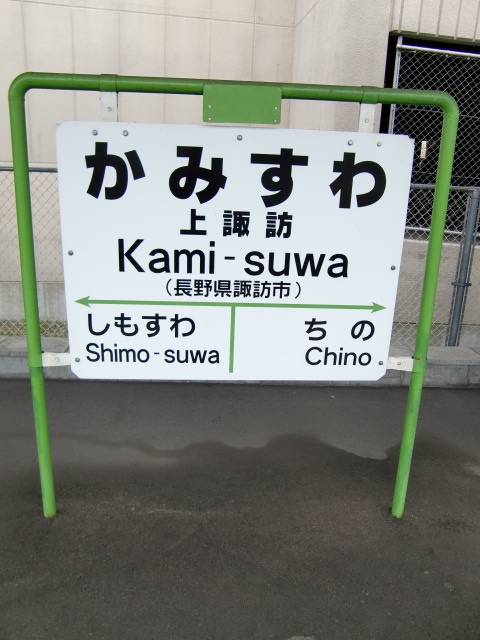 かみすわ
上諏訪
Kami-suwa
(長野県諏訪市)
しもすわ ちの
Shimo-suwa Chino